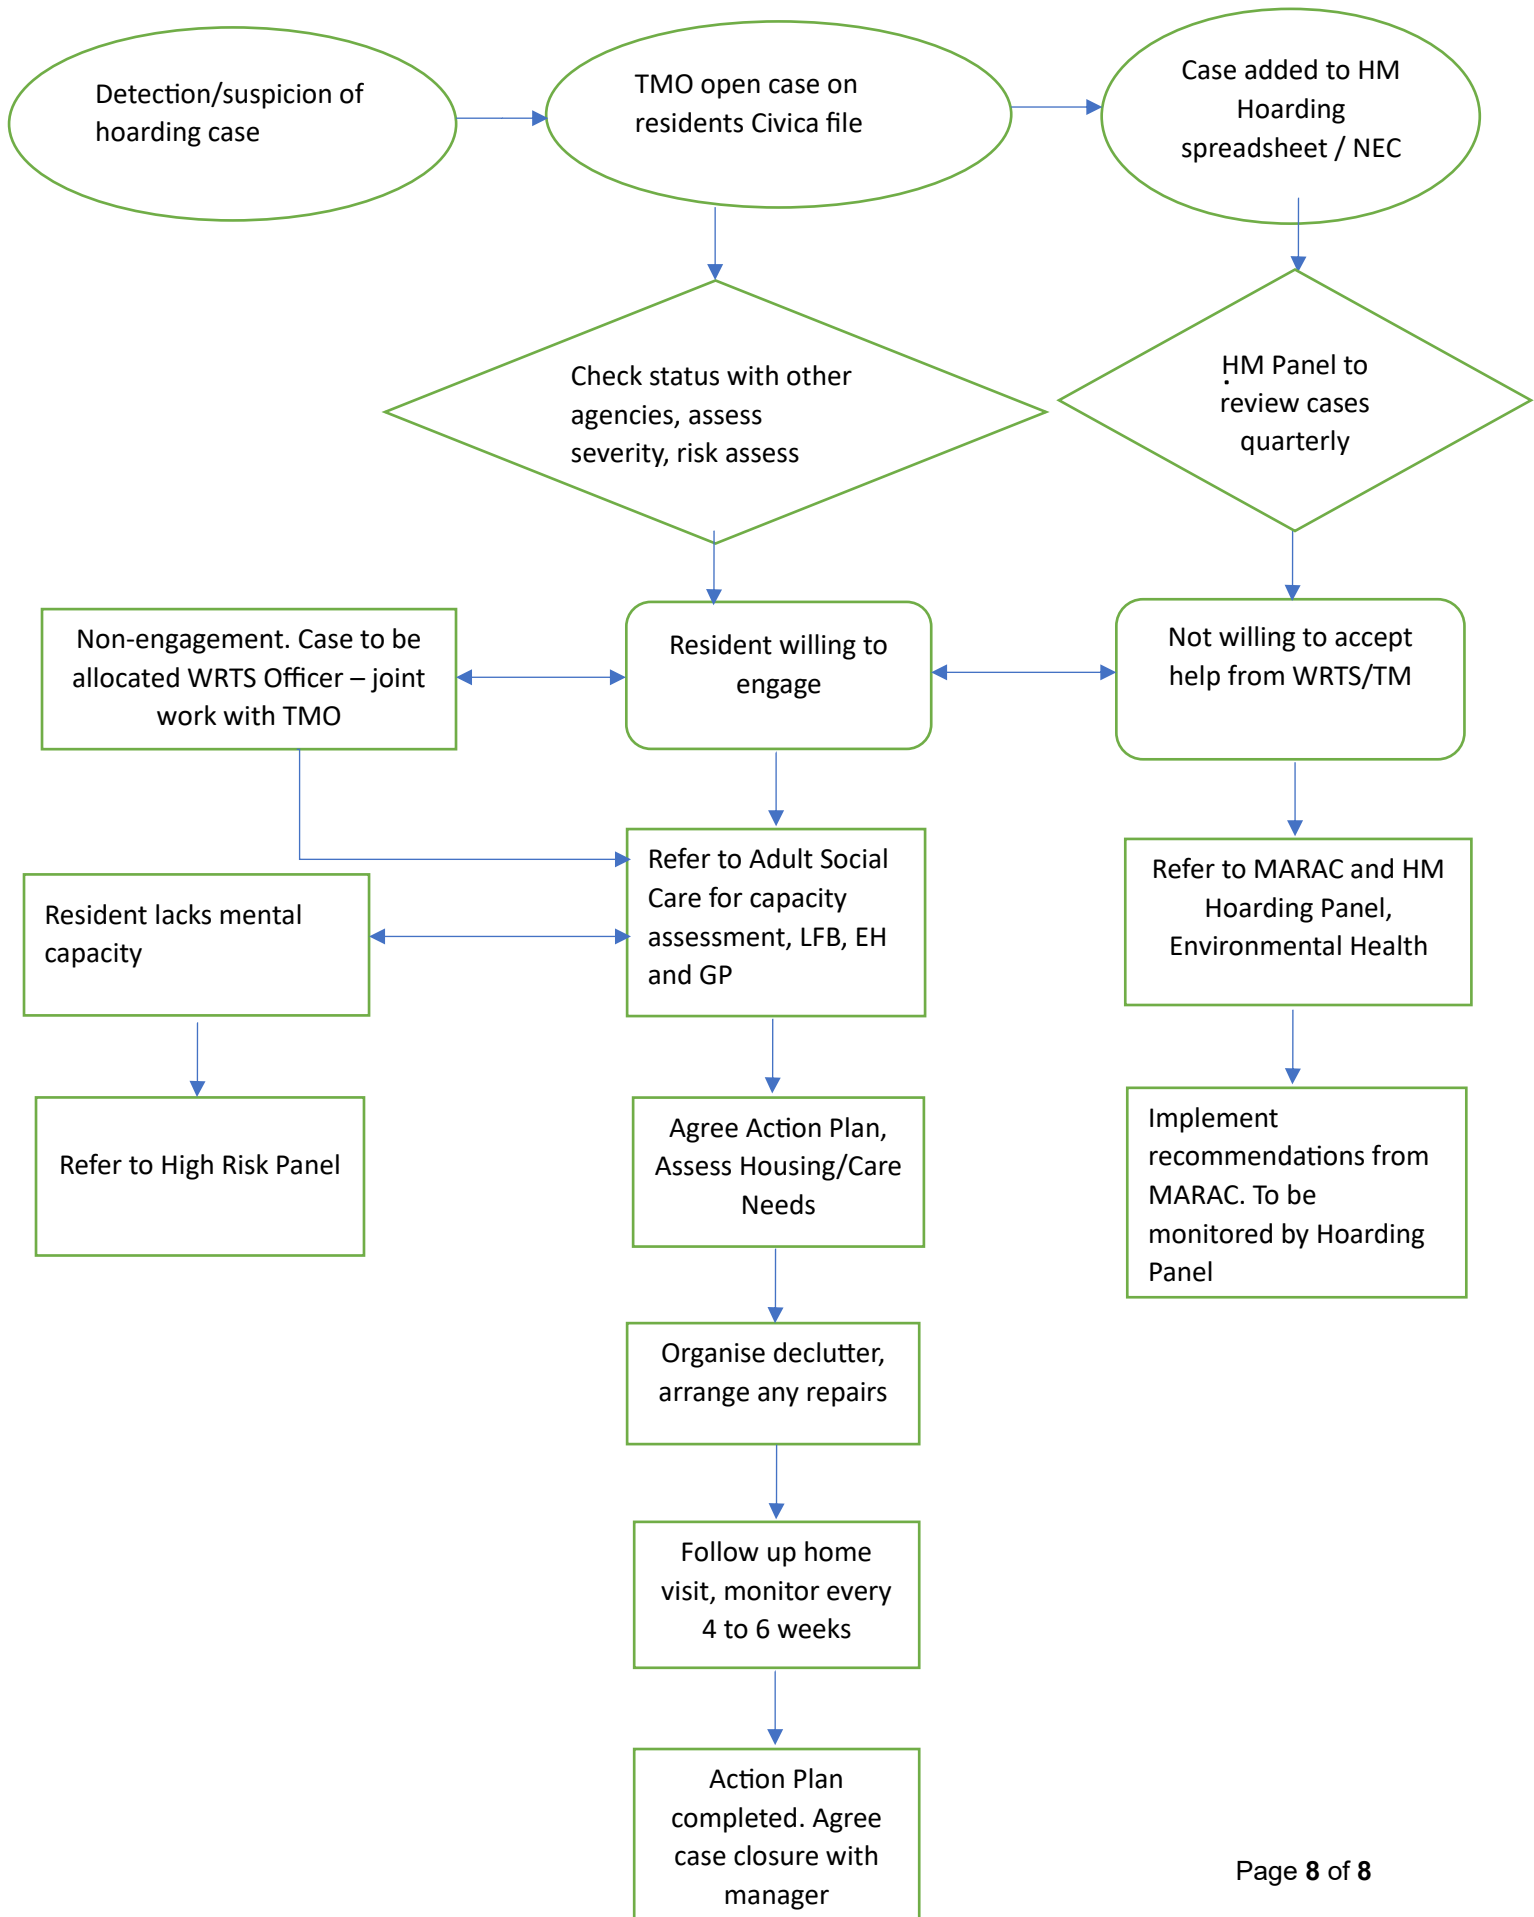 Detection/suspicion of
hoarding case
TMO open case on
residents Civica file
Case added to HM
Hoarding
spreadsheet / NEC
Check status with other
agencies, assess
severity, risk assess
HM Panel to
review cases
quarterly
Non-engagement. Case to be
allocated WRTS Officer – joint
work with TMO
Resident willing to
engage
Not willing to accept
help from WRTS/TM
Resident lacks mental
capacity
Refer to Adult Social
Care for capacity
assessment, LFB, EH
and GP
Refer to MARAC and HM
Hoarding Panel,
Environmental Health
Refer to High Risk Panel
Agree Action Plan,
Assess Housing/Care
Needs
Implement
recommendations from
MARAC. To be
monitored by Hoarding
Panel
Organise declutter,
arrange any repairs
Follow up home
visit, monitor every
4 to 6 weeks
Action Plan
completed. Agree
case closure with
manager
Page 8 of 8